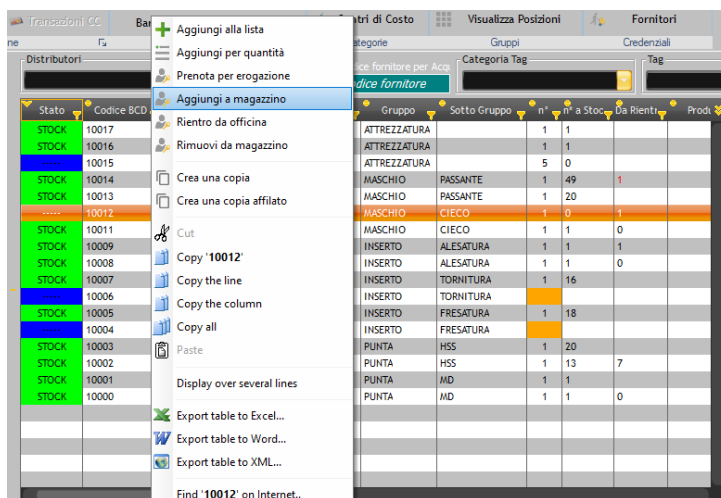 Transazioni CC
Ban
tri di Costo
Visualizza Posizioni
Fornitori
ne
ategorie
Gruppi
Credenziali
Distributori
dice fornitore per Acqu
Categoria Tag
Tag
dice fornitore
Stato Codice BCD Gruppo Sotto Gruppo n° n° a Stoc Da Rientr Produ
STOCK 10017 ATTREZZATURA 1 1
STOCK 10016 ATTREZZATURA 1 1
----- 10015 ATTREZZATURA 5 0
STOCK 10014 MASCHIO PASSANTE 1 49 1
STOCK 10013 MASCHIO PASSANTE 1 20
----- 10012 MASCHIO CIECO 1 0 1
STOCK 10011 MASCHIO CIECO 1 1 0
STOCK 10009 INSERTO ALESATURA 1 1 1
STOCK 10008 INSERTO ALESATURA 1 1 0
STOCK 10007 INSERTO TORNITURA 1 16
----- 10006 INSERTO TORNITURA
STOCK 10005 INSERTO FRESATURA 1 18
----- 10004 INSERTO FRESATURA
STOCK 10003 PUNTA HSS 1 20
STOCK 10002 PUNTA HSS 1 13 7
STOCK 10001 PUNTA MD 1 1
STOCK 10000 PUNTA MD 1 1 0
Aggiungi alla lista
Aggiungi per quantità
Prenota per erogazione
Aggiungi a magazzino
Rientro da officina
Rimuovi da magazzino
Crea una copia
Crea una copia affilato
Cut
Copy '10012'
Copy the line
Copy the column
Copy all
Paste
Display over several lines
Export table to Excel...
Export table to Word...
Export table to XML...
Find '10012' on Internet..